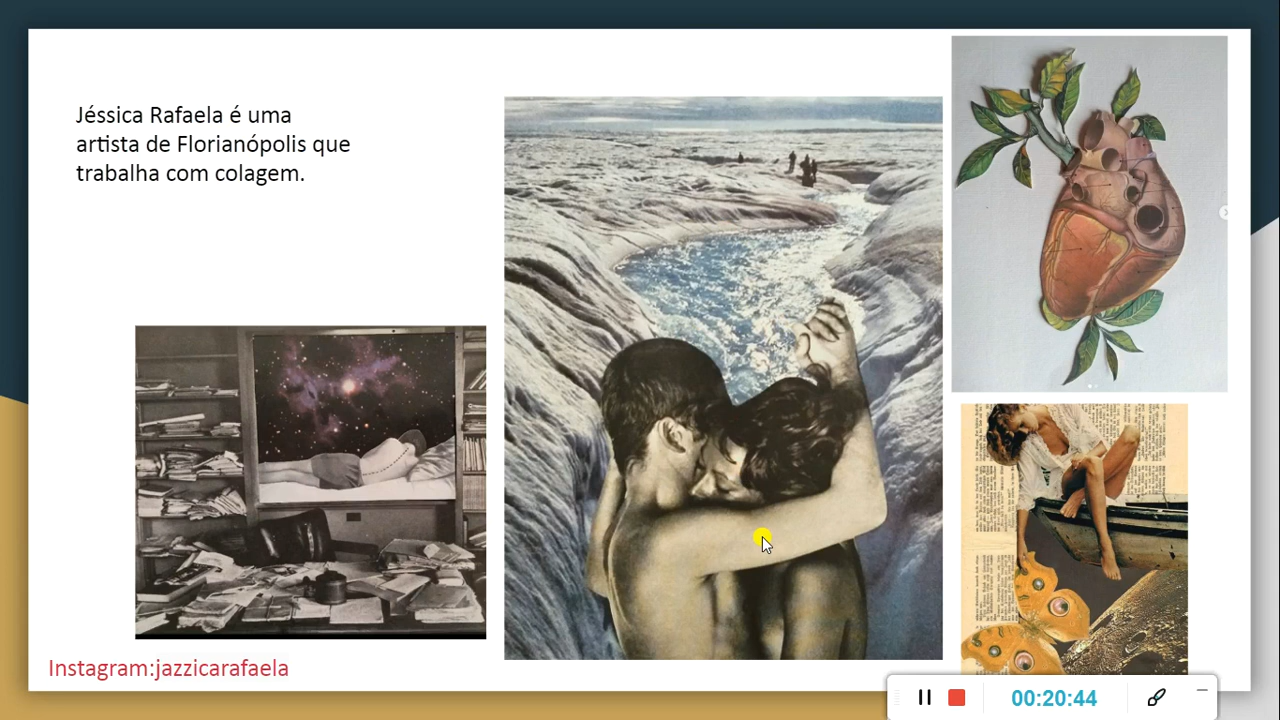 Jéssica Rafaela é uma
artista de Florianópolis que
trabalha com colagem.
Instagram:jazzicarafaela
00:20:44